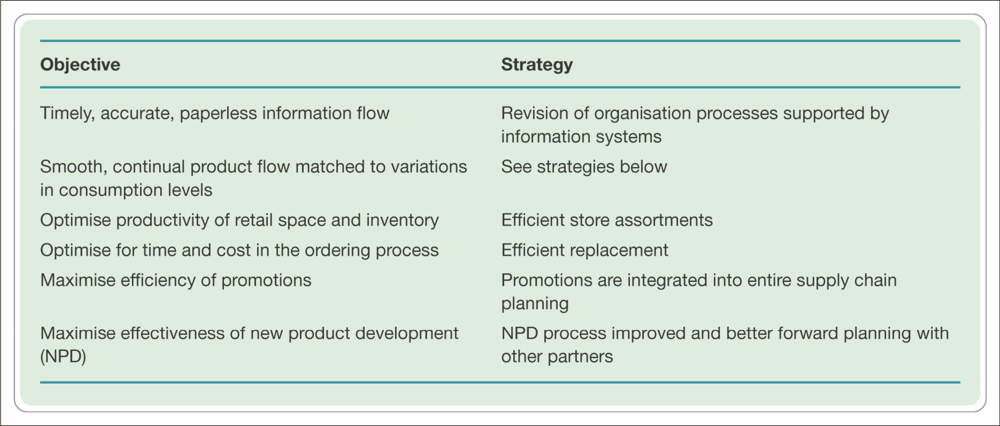 Objective Strategy
Timely, accurate, paperless information flow Revision of organisation processes supported by
information systems
Smooth, continual product flow matched to variations See strategies below
in consumption levels
Optimise productivity of retail space and inventory Efficient store assortments
Optimise for time and cost in the ordering process Efficient replacement
Maximise efficiency of promotions Promotions are integrated into entire supply chain
planning
Maximise effectiveness of new product development NPD process improved and better forward planning with
(NPD) other partners